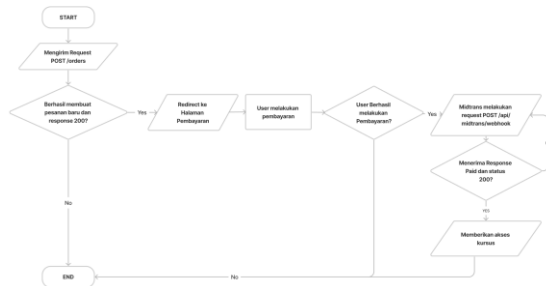 START
Mengirim Request
POST /orders
Berhasil membuat
pesanan baru dan
response 200?
Yes
Redirect ke
Halaman
Pembayaran
User melakukan
pembayaran
User Berhasil
melakukan
Pembayaran?
Yes
Midtrans melakukan
request POST /api/
midtrans/webhook
Menerima Response
Paid dan status
200?
yes
Memberikan akses
kursus
No
No
END